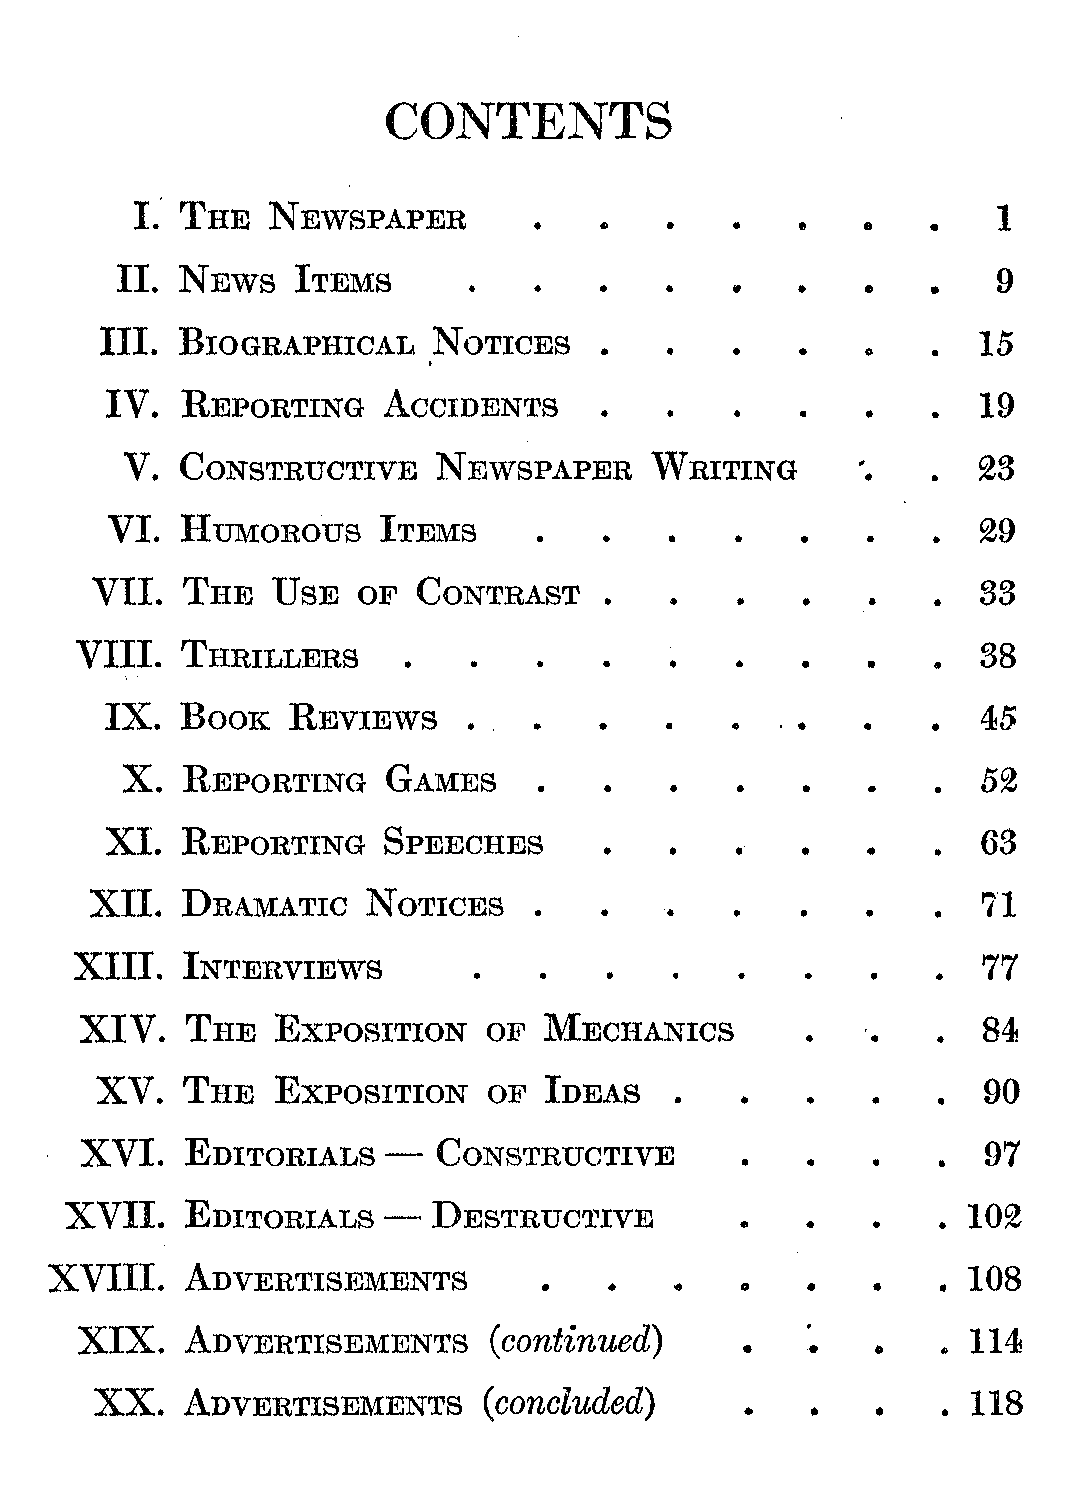 CONTENTS
I. The Newspaper . . . . . . . 1
II. News Items . . . . . . . . 9
III. Biographical Notices . . . . . . 15
IV. Reporting Accidents . . . . . . 19
V. Constructive Newspaper Writing . . 23
VI. Humorous Items . . . . . . . 29
VII. The Use of Contrast . . . . . . 33
VIII. Thrillers . . . . . . . . . 38
IX. Book Reviews . . . . . . . . 45
X. Reporting Games . . . . . . . 52
XI. Reporting Speeches . . . . . . 63
XII. Dramatic Notices . . . . . . . 71
XIII. Interviews . . . . . . . . 77
XIV. The Exposition of Mechanics . . . 84
XV. The Exposition of Ideas . . . . . 90
XVI. Editorials — Constructive . . . . 97
XVII. Editorials — Destructive . . . . 102
XVIII. Advertisements . . . . . . . 108
XIX. Advertisements (continued) . . . . 114
XX. Advertisements (concluded) . . . . 118